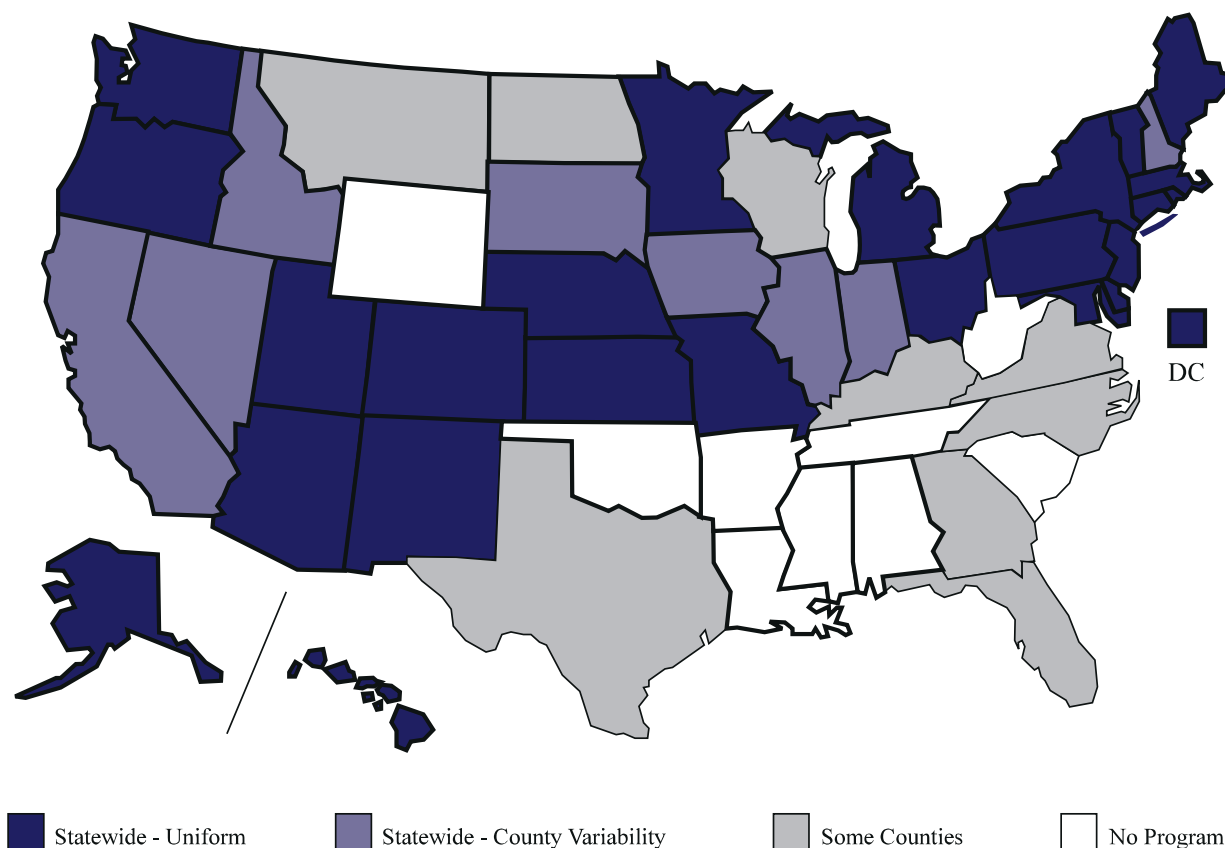 DC
Statewide - Uniform
Statewide - County Variability
Some Counties
No Program